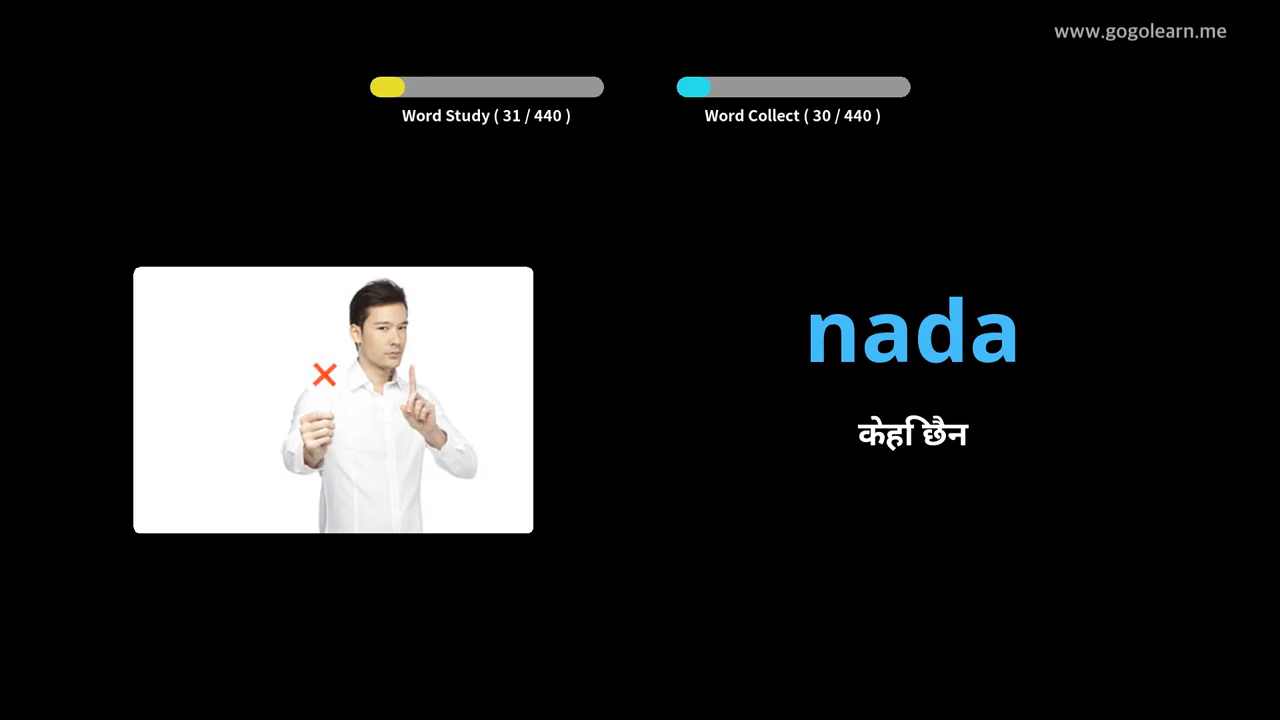 www.gogolearn.me
Word Study ( 31 / 440 )
Word Collect ( 30 / 440 )
nada
केहि छैन